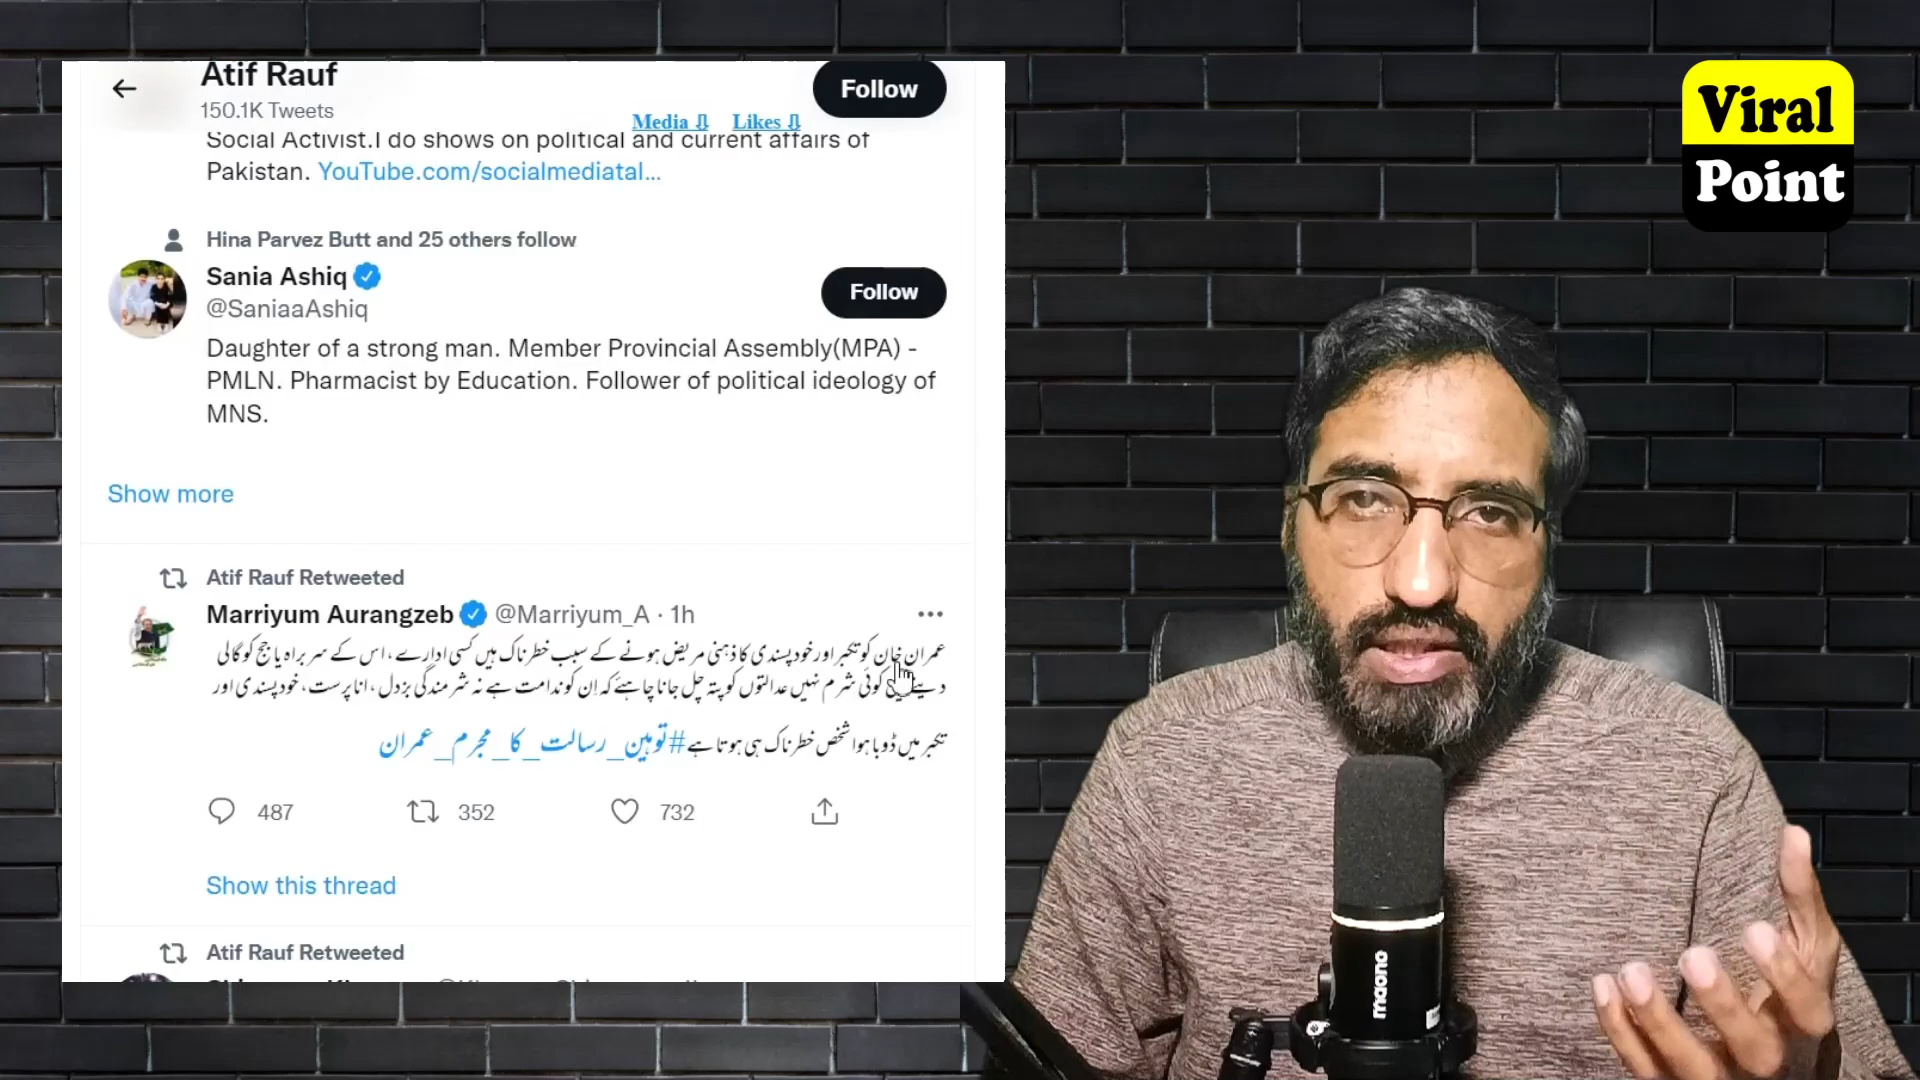 Atif Rauf
Follow
150.1K Tweets
Media ⇩ Likes ⇩
Social Activist.I do shows on political and current affairs of
Pakistan. YouTube.com/socialmediatal...
Hina Parvez Butt and 25 others follow
Sania Ashiq
Follow
@SaniaaAshiq
Daughter of a strong man. Member Provincial Assembly(MPA) -
PMLN. Pharmacist by Education. Follower of political ideology of
MNS.
Show more
Atif Rauf Retweeted
Marriyum Aurangzeb @Marriyum_A · 1h
عمران خان کو تکبر اور خود پسندی کا ذہنی مریض ہونے کے سبب خطرناک ہیں کسی ادارے ، اس کے سربراہ یا جج کو گالی
کوئی شرم نہیں عدالتوں کو پتہ چل جانا چاہئے کہ اِن کو ندامت ہے نہ شرمندگی بزدل ، انا پرست ، خود پسندی اور
تکبر میں ڈوبا ہوا شخص خطرناک ہی ہوتا ہے #توہین_رسالت_کا_مجرم_عمران
487 352 732
Show this thread
Atif Rauf Retweeted
Viral
Point
maono